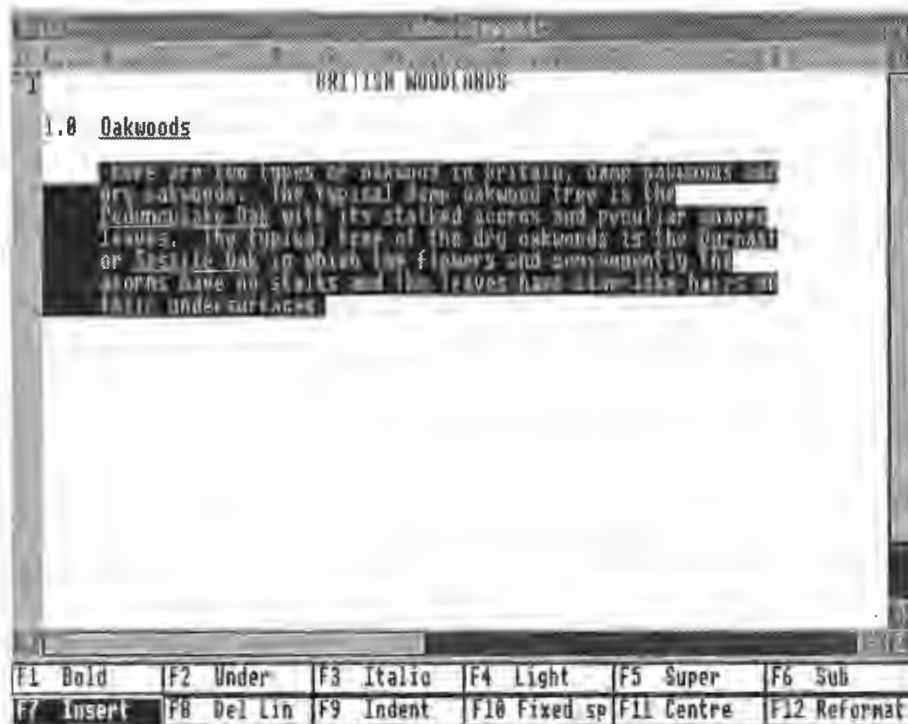 BRITISH WOODLANDS
1.0 Oakwoods
There are two types of oakwood in Britain, damp oakwoods and
dry oakwoods. The typical damp oakwood tree is the
Pedunculate Oak with its stalked acorns and peculiar shaped
leaves. The typical tree of the dry oakwoods is the Durmast
or Sessile Oak in which the flowers and consequently the
acorns have no stalks and the leaves have hairs
their undersurfaces.
F1 Bold F2 Under F3 Italic F4 Light F5 Super F6 Sub
F7 Insert F8 Del Lin F9 Indent F10 Fixed sp F11 Centre F12 Reformat